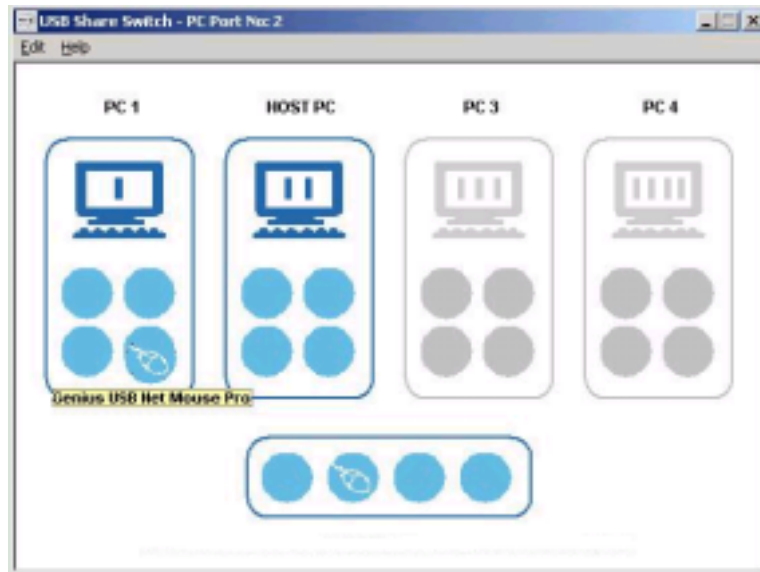 USB Share Switch - PC Port No: 2
Edit Help
PC 1 HOST PC PC 3 PC 4
Genius USB Net Mouse Pro